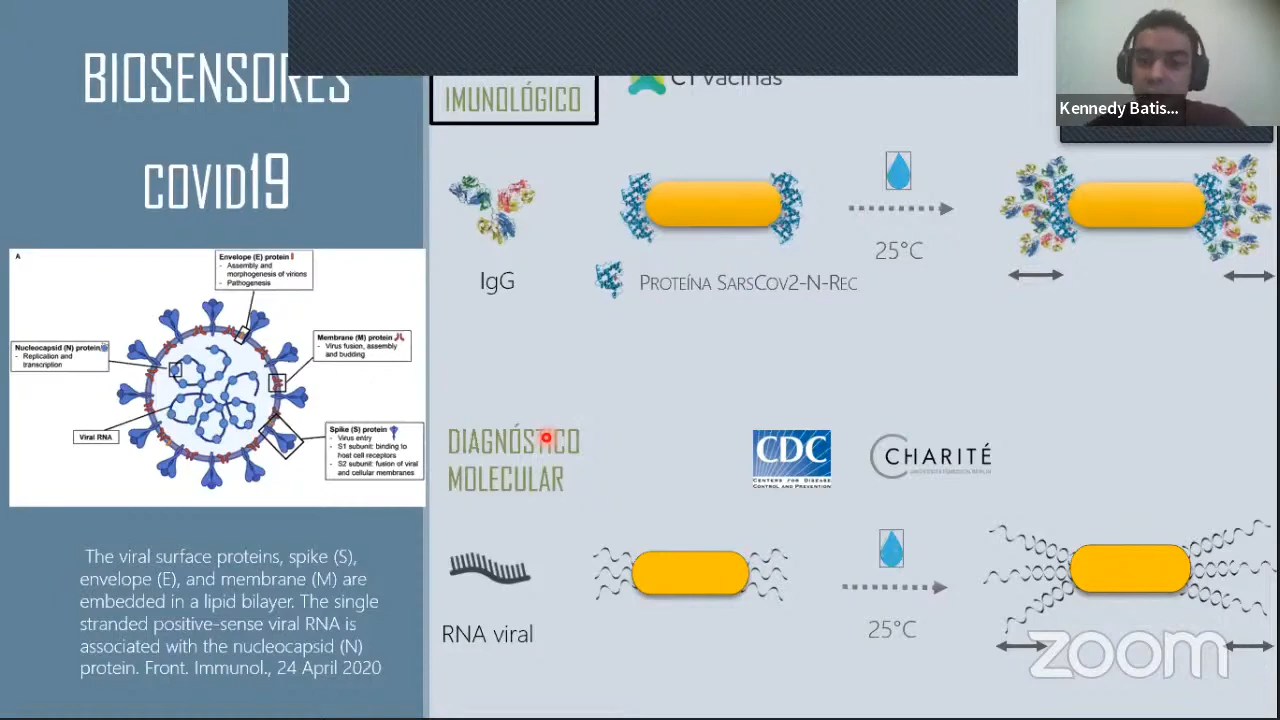 BIOSENSORES
COVID19
A
Envelope (E) protein
- Assembly and
morphogenesis of virions
- Pathogenesis
Nucleocapsid (N) protein
- Replication and
transcription
Membrane (M) protein
- Virus fusion, assembly
and budding
Viral RNA
Spike (S) protein
- Virus entry
- S1 subunit: binding to
host cell receptors
- S2 subunit: fusion of viral
and cellular membranes
The viral surface proteins, spike (S),
envelope (E), and membrane (M) are
embedded in a lipid bilayer. The single
stranded positive-sense viral RNA is
associated with the nucleocapsid (N)
protein. Front. Immunol., 24 April 2020
IMUNOLÓGICO
CTvacinas
Kennedy Batis...
IgG
PROTEÍNA SARSCOV2-N-REC
25°C
DIAGNÓSTICO
MOLECULAR
CDC
CENTERS FOR DISEASE
CONTROL AND PREVENTION
CHARITÉ
RNA viral
25°C
zoom